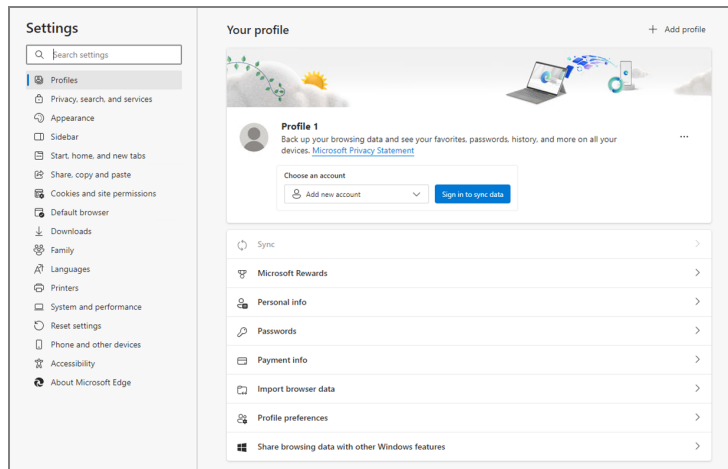 Settings
Search settings
Profiles
Privacy, search, and services
Appearance
Sidebar
Start, home, and new tabs
Share, copy and paste
Cookies and site permissions
Default browser
Downloads
Family
Languages
Printers
System and performance
Reset settings
Phone and other devices
Accessibility
About Microsoft Edge
Your profile
Add profile
Profile 1
Back up your browsing data and see your favorites, passwords, history, and more on all your
devices. Microsoft Privacy Statement
Choose an account
Add new account
Sign in to sync data
Sync
Microsoft Rewards
Personal info
Passwords
Payment info
Import browser data
Profile preferences
Share browsing data with other Windows features